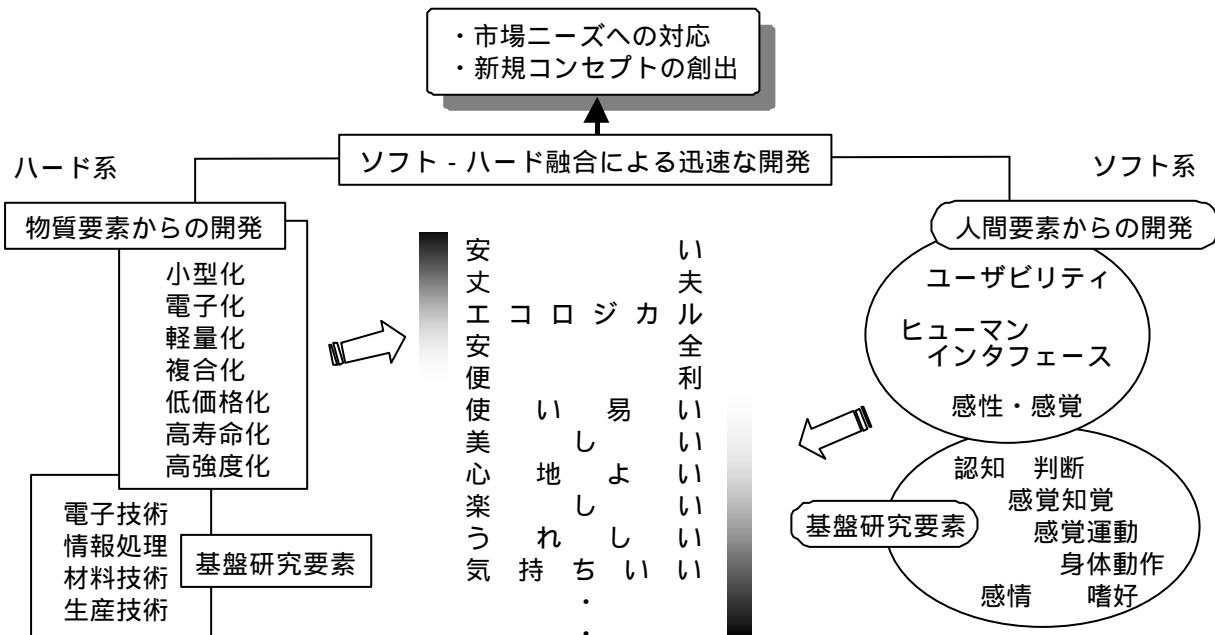 ・市場ニーズへの対応
・新規コンセプトの創出
ソフト - ハード融合による迅速な開発
ハード系
物質要素からの開発
小型化
電子化
軽量化
複合化
低価格化
高寿命化
高強度化
電子技術
情報処理
材料技術
生産技術
基盤研究要素
安い
丈夫
エコロジカル
安全
便利
使い易い
美しい
心地よい
楽しい
うれしい
気持ちいい
・
・
ソフト系
人間要素からの開発
ユーザビリティ
ヒューマン
インタフェース
感性・感覚
基盤研究要素
認知 判断
感覚知覚
感覚運動
身体動作
感情 嗜好